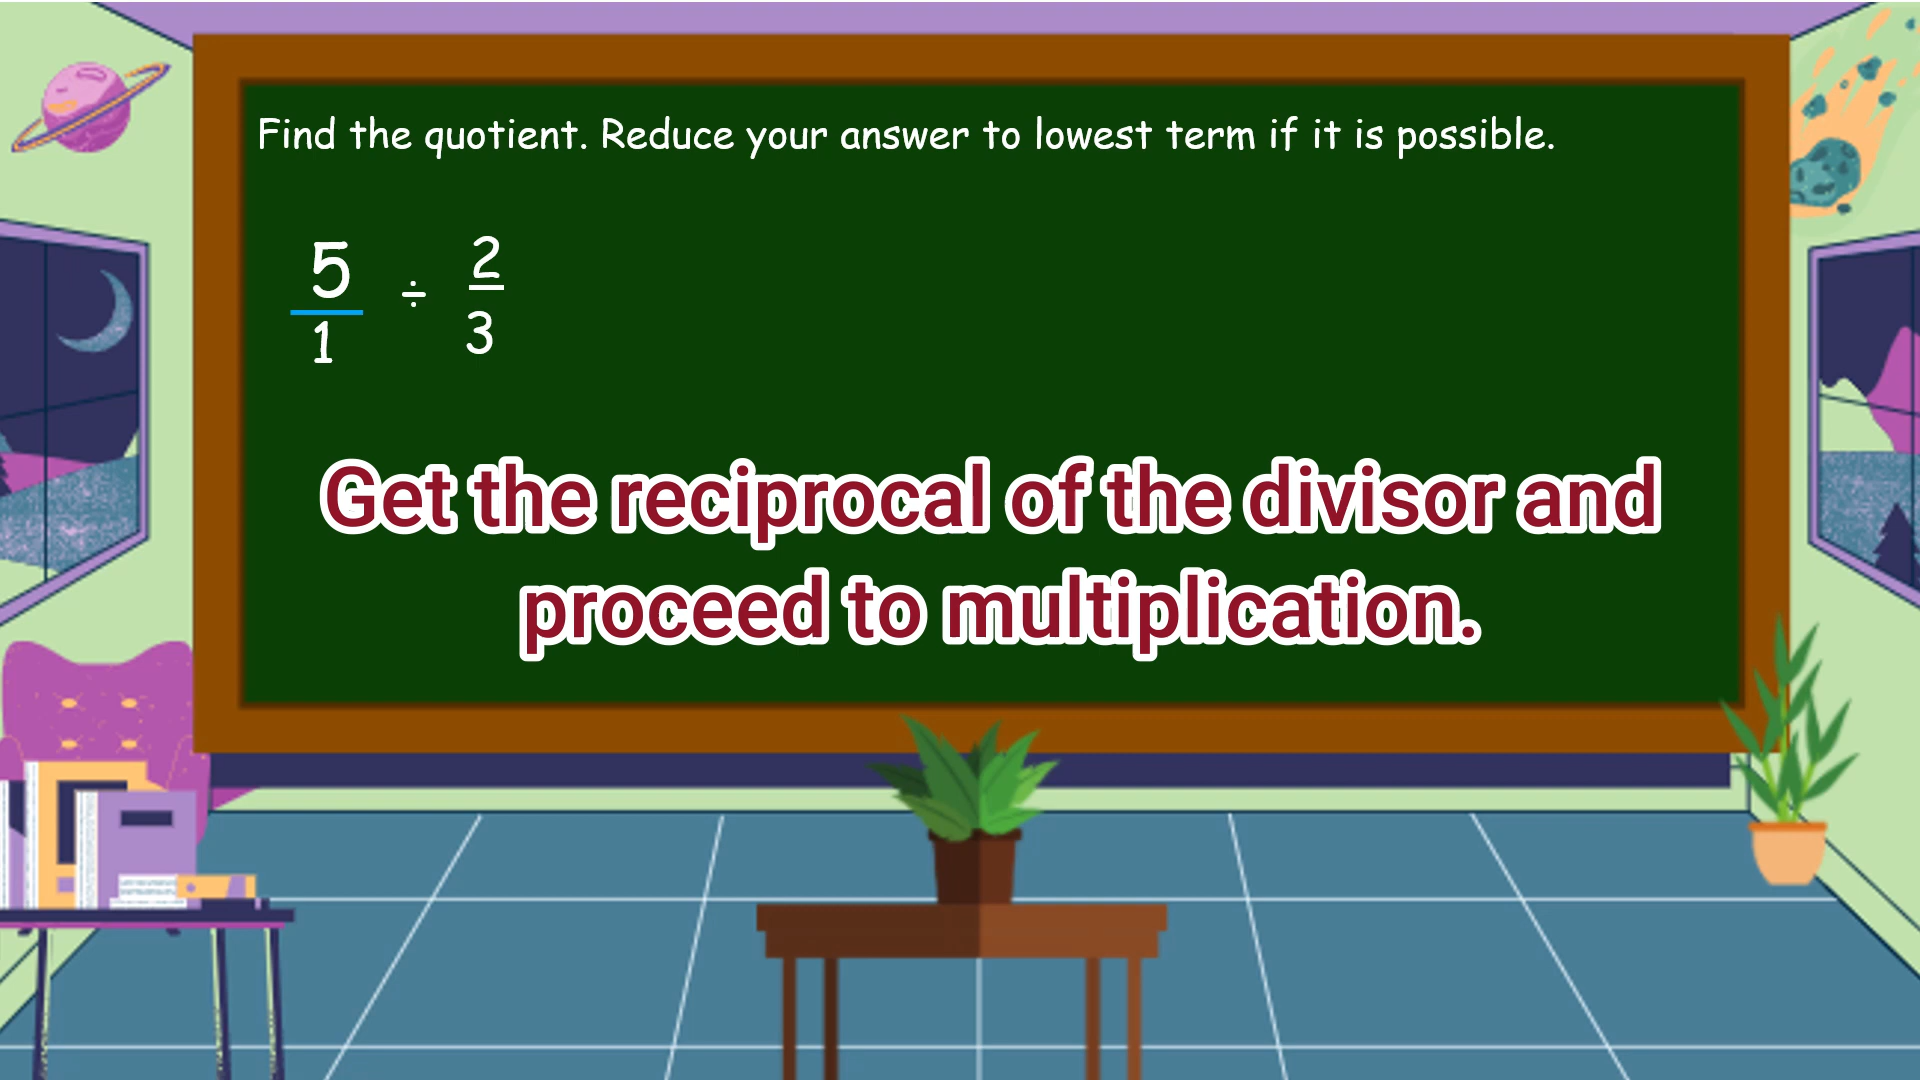 Find the quotient. Reduce your answer to lowest term if it is possible.
5/1 ÷ 2/3
Get the reciprocal of the divisor and
proceed to multiplication.